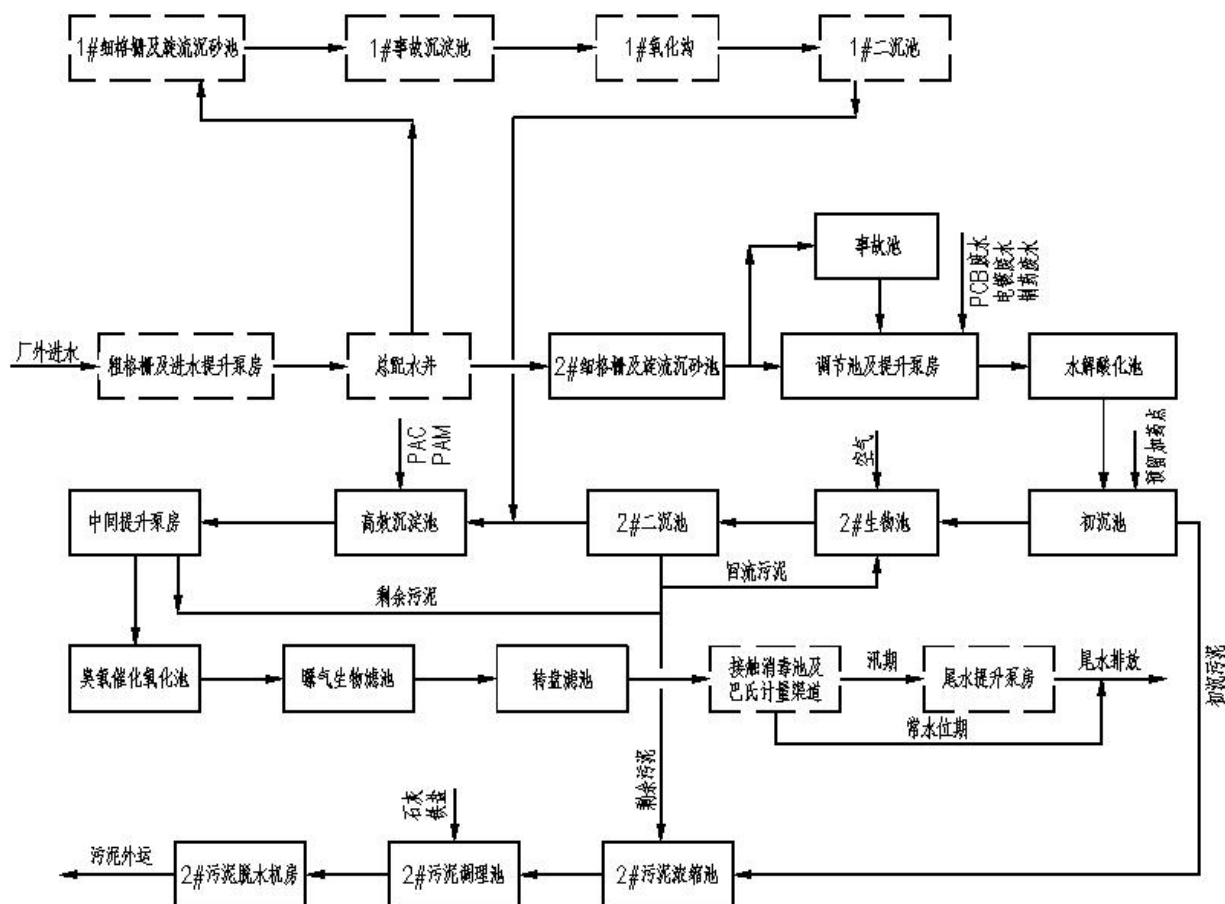 1#细格栅及旋流沉砂池
1#事故沉淀池
1#氧化沟
1#二沉池
事故池
PCB废水
电镀废水
制药废水
厂外进水
粗格栅及进水提升泵房
总配水井
2#细格栅及旋流沉砂池
调节池及提升泵房
水解酸化池
PAC
PAM
空气
预留加药点
中间提升泵房
高效沉淀池
2#二沉池
2#生物池
初沉池
回流污泥
剩余污泥
臭氧催化氧化池
曝气生物滤池
转盘滤池
接触消毒池及
巴氏计量渠道
汛期
尾水提升泵房
尾水排放
常水位期
初沉污泥
剩余污泥
石灰
铁盐
污泥外运
2#污泥脱水机房
2#污泥调理池
2#污泥浓缩池